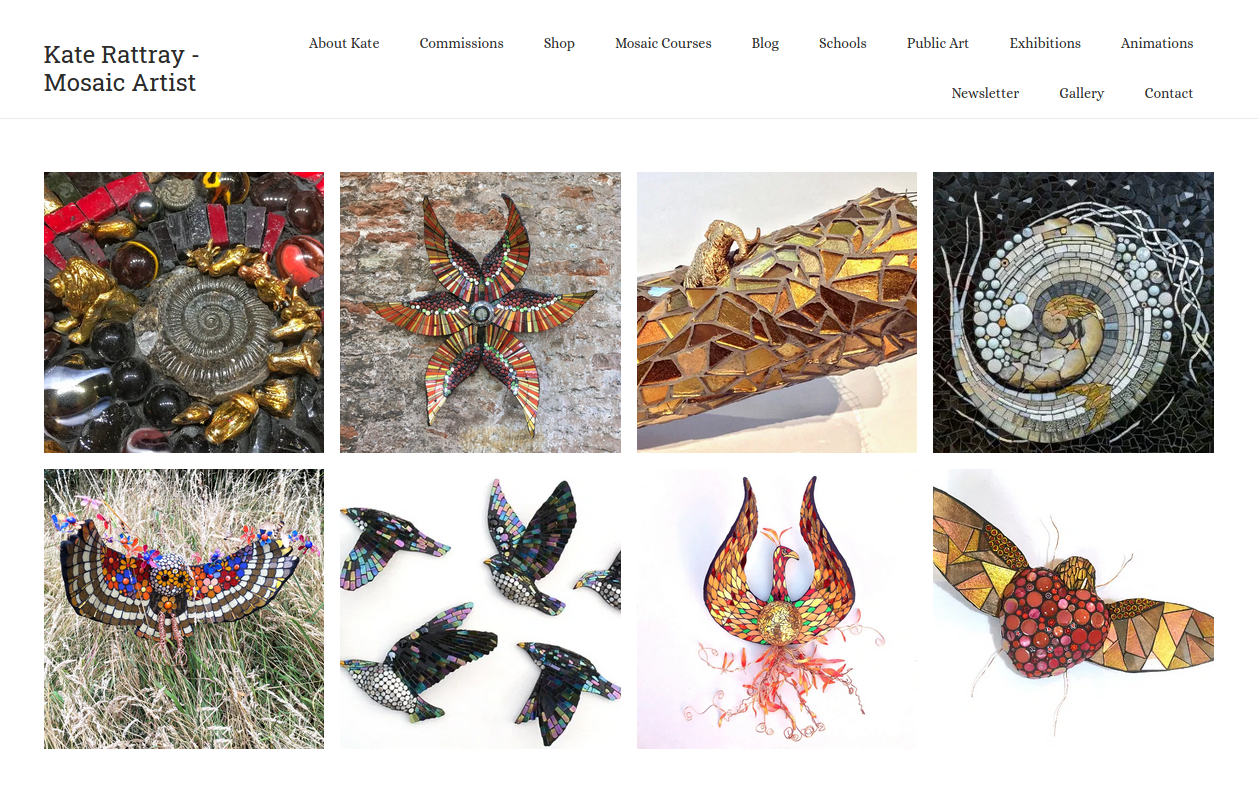 Kate Rattray -
Mosaic Artist
About Kate
Commissions
Shop
Mosaic Courses
Blog
Schools
Public Art
Exhibitions
Animations
Newsletter
Gallery
Contact